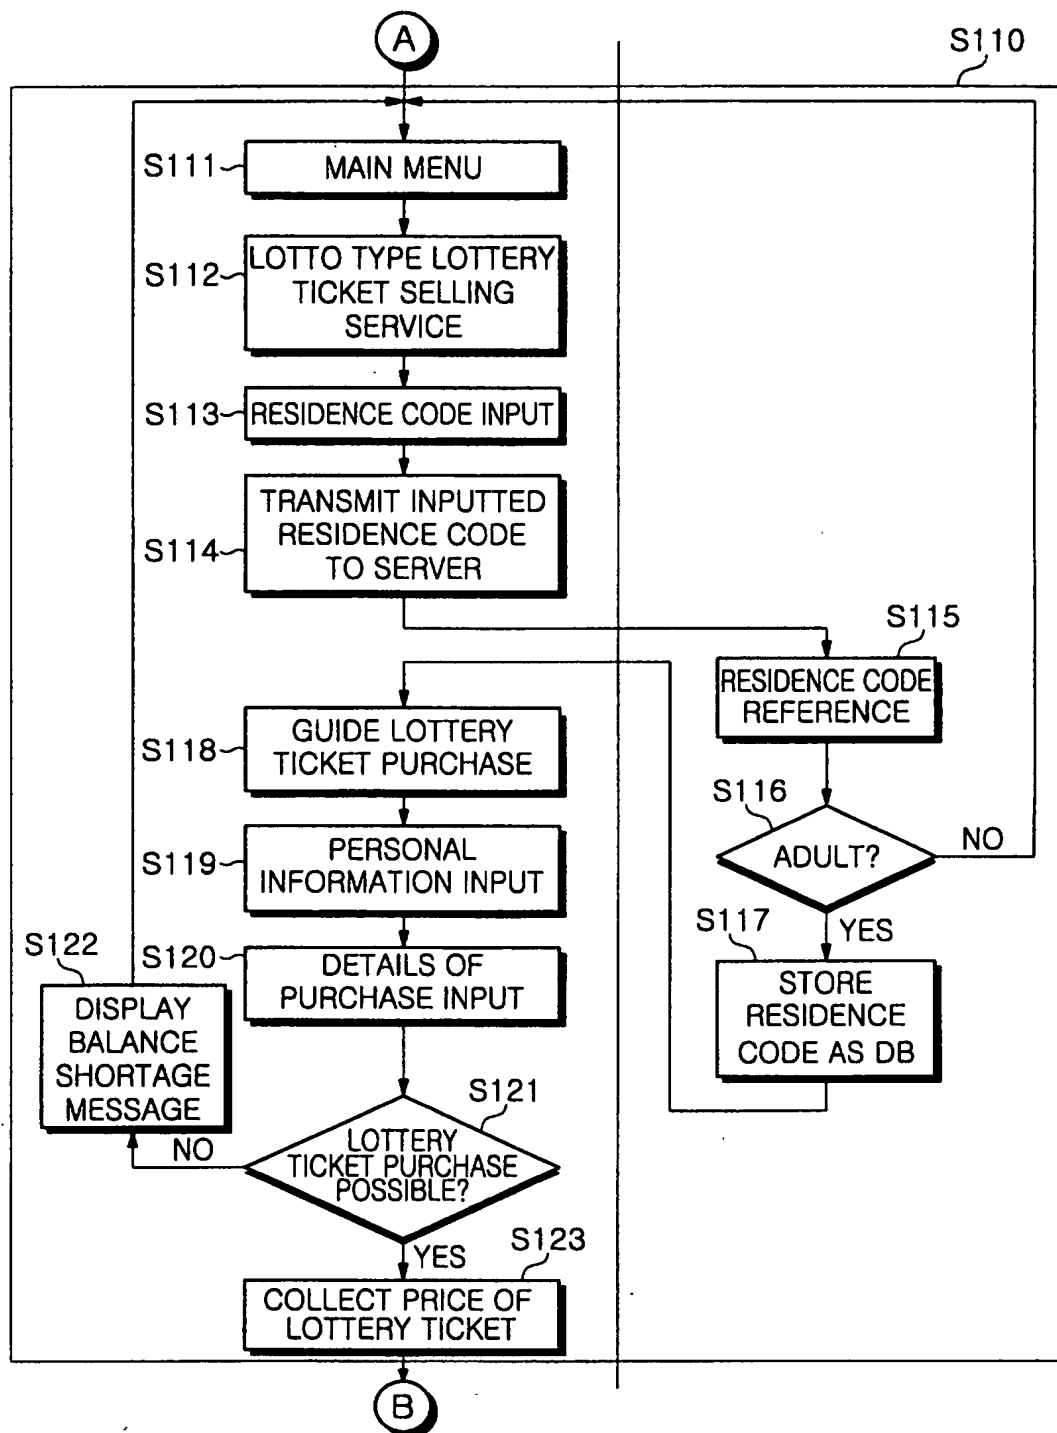 A
S110
S111
MAIN MENU
S112
LOTTO TYPE LOTTERY
TICKET SELLING
SERVICE
S113
RESIDENCE CODE INPUT
S114
TRANSMIT INPUTTED
RESIDENCE CODE
TO SERVER
S115
RESIDENCE CODE
REFERENCE
S116
ADULT?
NO
YES
S117
STORE
RESIDENCE
CODE AS DB
S118
GUIDE LOTTERY
TICKET PURCHASE
S119
PERSONAL
INFORMATION INPUT
S120
DETAILS OF
PURCHASE INPUT
S121
LOTTERY
TICKET PURCHASE
POSSIBLE?
NO
S122
DISPLAY
BALANCE
SHORTAGE
MESSAGE
YES
S123
COLLECT PRICE OF
LOTTERY TICKET
B